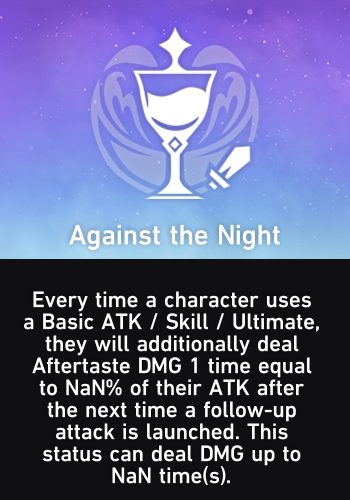 Against the Night
Every time a character uses
a Basic ATK / Skill / Ultimate,
they will additionally deal
Aftertaste DMG 1 time equal
to NaN% of their ATK after
the next time a follow-up
attack is launched. This
status can deal DMG up to
NaN time(s).